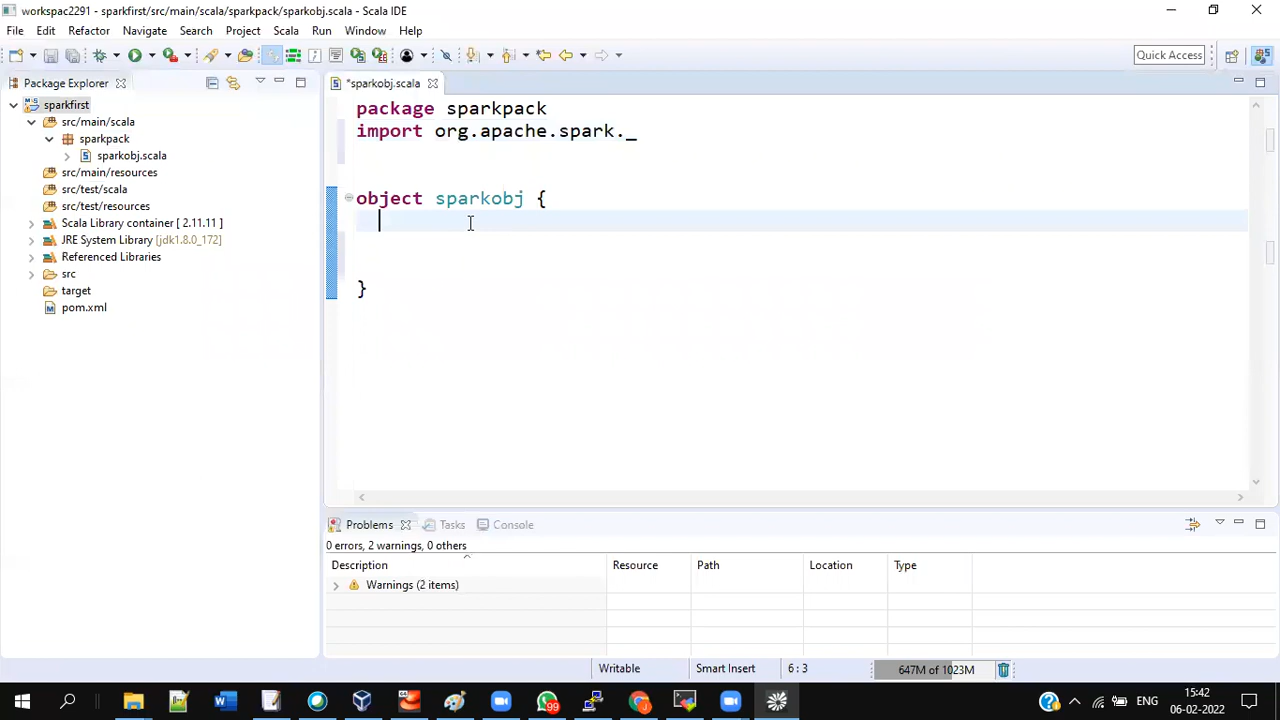 workspac2291 - sparkfirst/src/main/scala/sparkpack/sparkobj.scala - Scala IDE
File Edit Refactor Navigate Search Project Scala Run Window Help
Quick Access
Package Explorer
*sparkobj.scala
sparkfirst
src/main/scala
sparkpack
sparkobj.scala
src/main/resources
src/test/scala
src/test/resources
Scala Library container [ 2.11.11 ]
JRE System Library [jdk1.8.0_172]
Referenced Libraries
src
target
pom.xml
package sparkpack
import org.apache.spark._
object sparkobj {
}
Problems Tasks Console
0 errors, 2 warnings, 0 others
Description Resource Path Location Type
Warnings (2 items)
Writable Smart Insert 6 : 3 647M of 1023M
99
ENG
15:42
06-02-2022